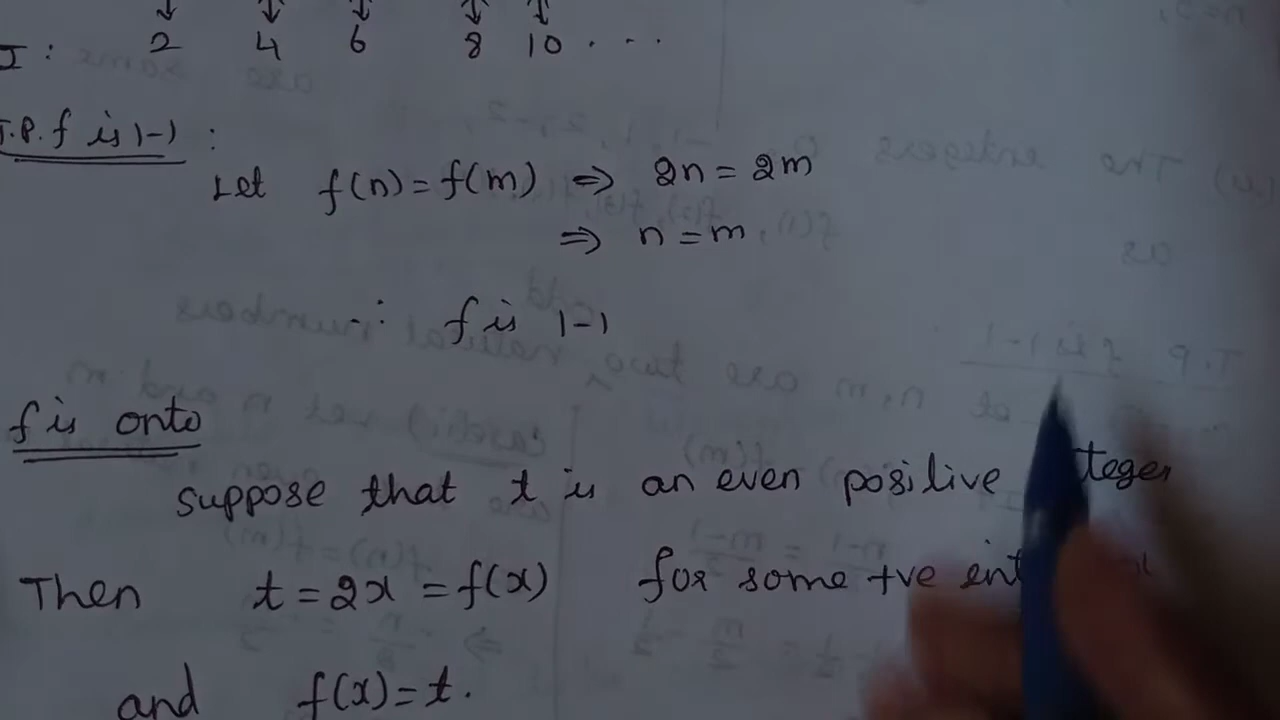 I : 2 4 6 8 10 . . .
T.P. f is 1-1 :
Let f(n) = f(m) ⇒ 2n = 2m
⇒ n = m
∴ f is 1-1
f is onto
suppose that t is an even positive
Then t = 2x = f(x) for some +ve
and f(x) = t.